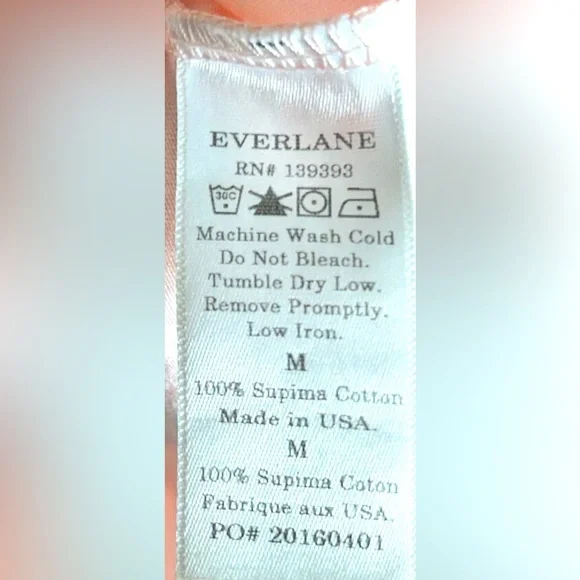 EVERLANE
RN# 139393
30C
Machine Wash Cold
Do Not Bleach.
Tumble Dry Low.
Remove Promptly.
Low Iron.
M
100% Supima Cotton
Made in USA.
M
100% Supima Coton
Fabrique aux USA.
PO# 20160401